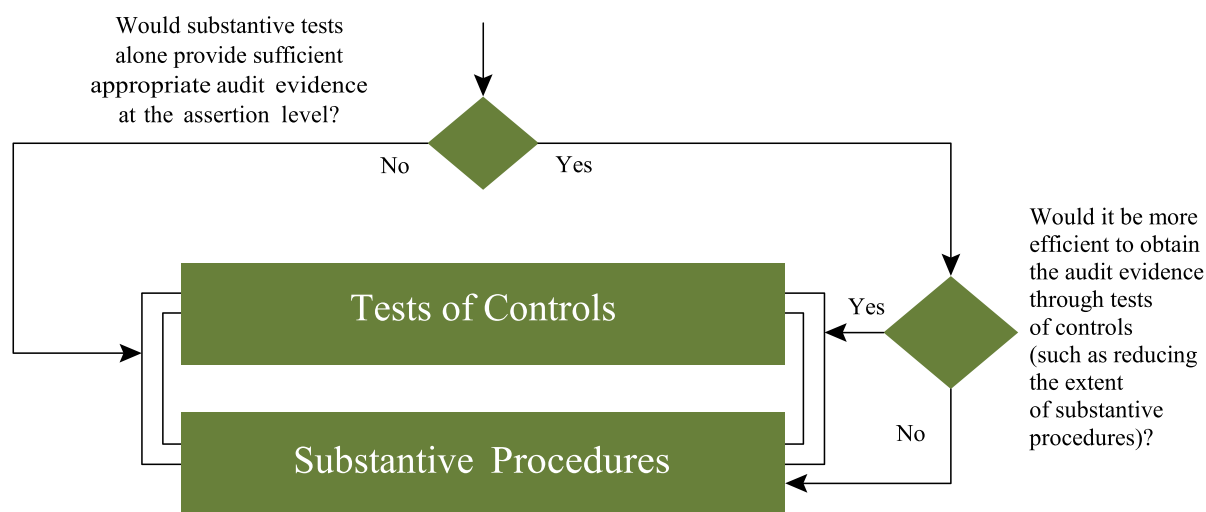 Would substantive tests
alone provide sufficient
appropriate audit evidence
at the assertion level?
No
Yes
Would it be more
efficient to obtain
the audit evidence
through tests
of controls
(such as reducing
the extent
of substantive
procedures)?
Tests of Controls
Yes
No
Substantive Procedures